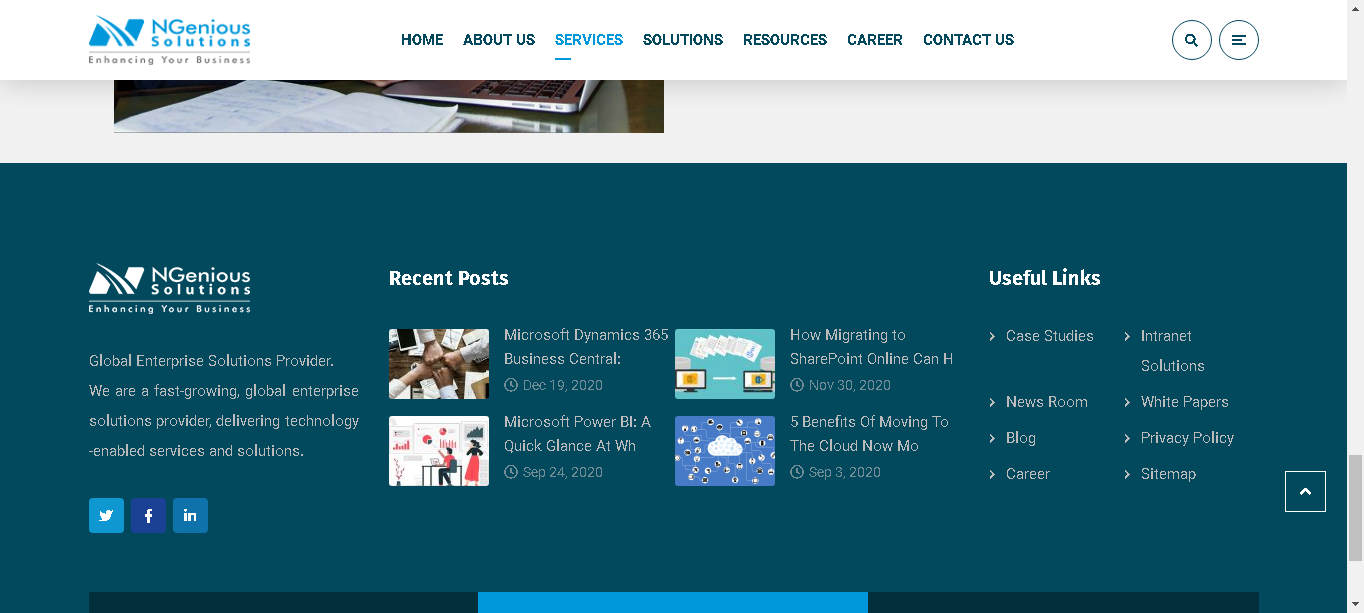 NGenious
Solutions
Enhancing Your Business
HOME ABOUT US SERVICES SOLUTIONS RESOURCES CAREER CONTACT US
NGenious
Solutions
Enhancing Your Business
Global Enterprise Solutions Provider.
We are a fast-growing, global enterprise
solutions provider, delivering technology
-enabled services and solutions.
Recent Posts
Microsoft Dynamics 365
Business Central:
Dec 19, 2020
How Migrating to
SharePoint Online Can H
Nov 30, 2020
Microsoft Power BI: A
Quick Glance At Wh
Sep 24, 2020
5 Benefits Of Moving To
The Cloud Now Mo
Sep 3, 2020
Useful Links
Case Studies
Intranet
Solutions
News Room
White Papers
Blog
Privacy Policy
Career
Sitemap